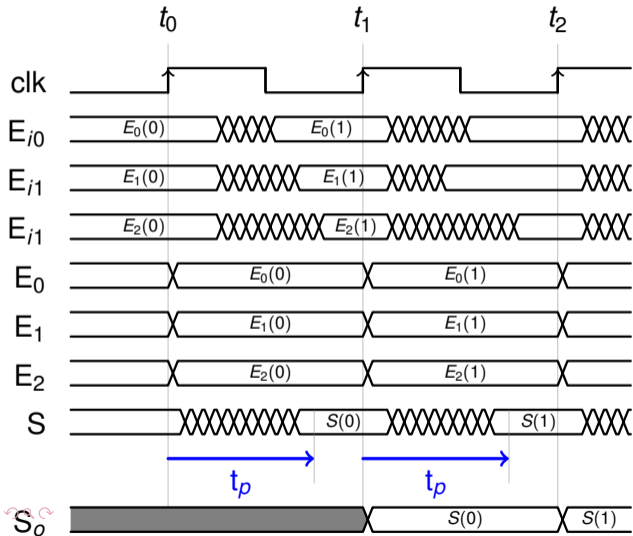 t0 t1 t2
clk
Ei0 E0(0) E0(1)
Ei1 E1(0) E1(1)
Ei1 E2(0) E2(1)
E0 E0(0) E0(1)
E1 E1(0) E1(1)
E2 E2(0) E2(1)
S S(0) S(1)
tp tp
So S(0) S(1)